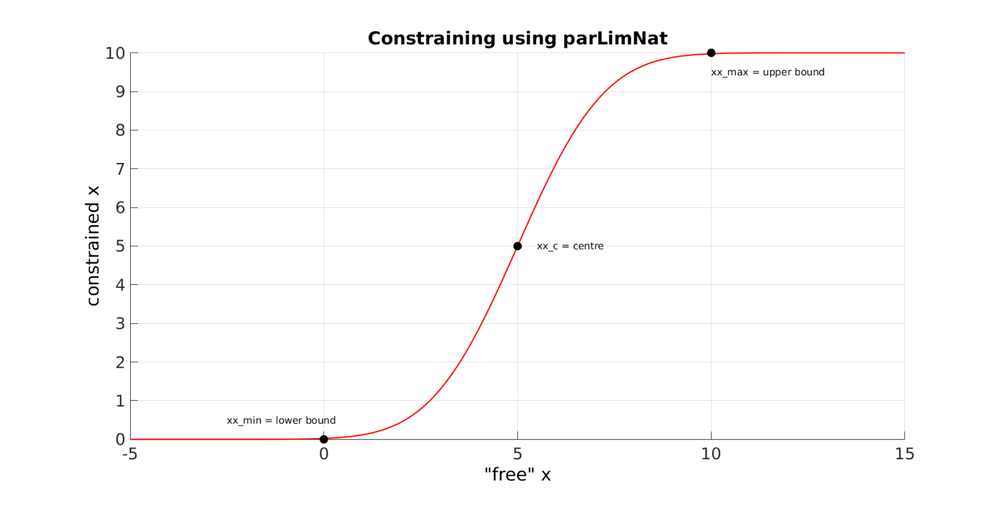 Constraining using parLimNat
10
9
8
7
6
5
4
3
2
1
0
constrained x
xx_max = upper bound
xx_c = centre
xx_min = lower bound
-5 0 5 10 15
"free" x